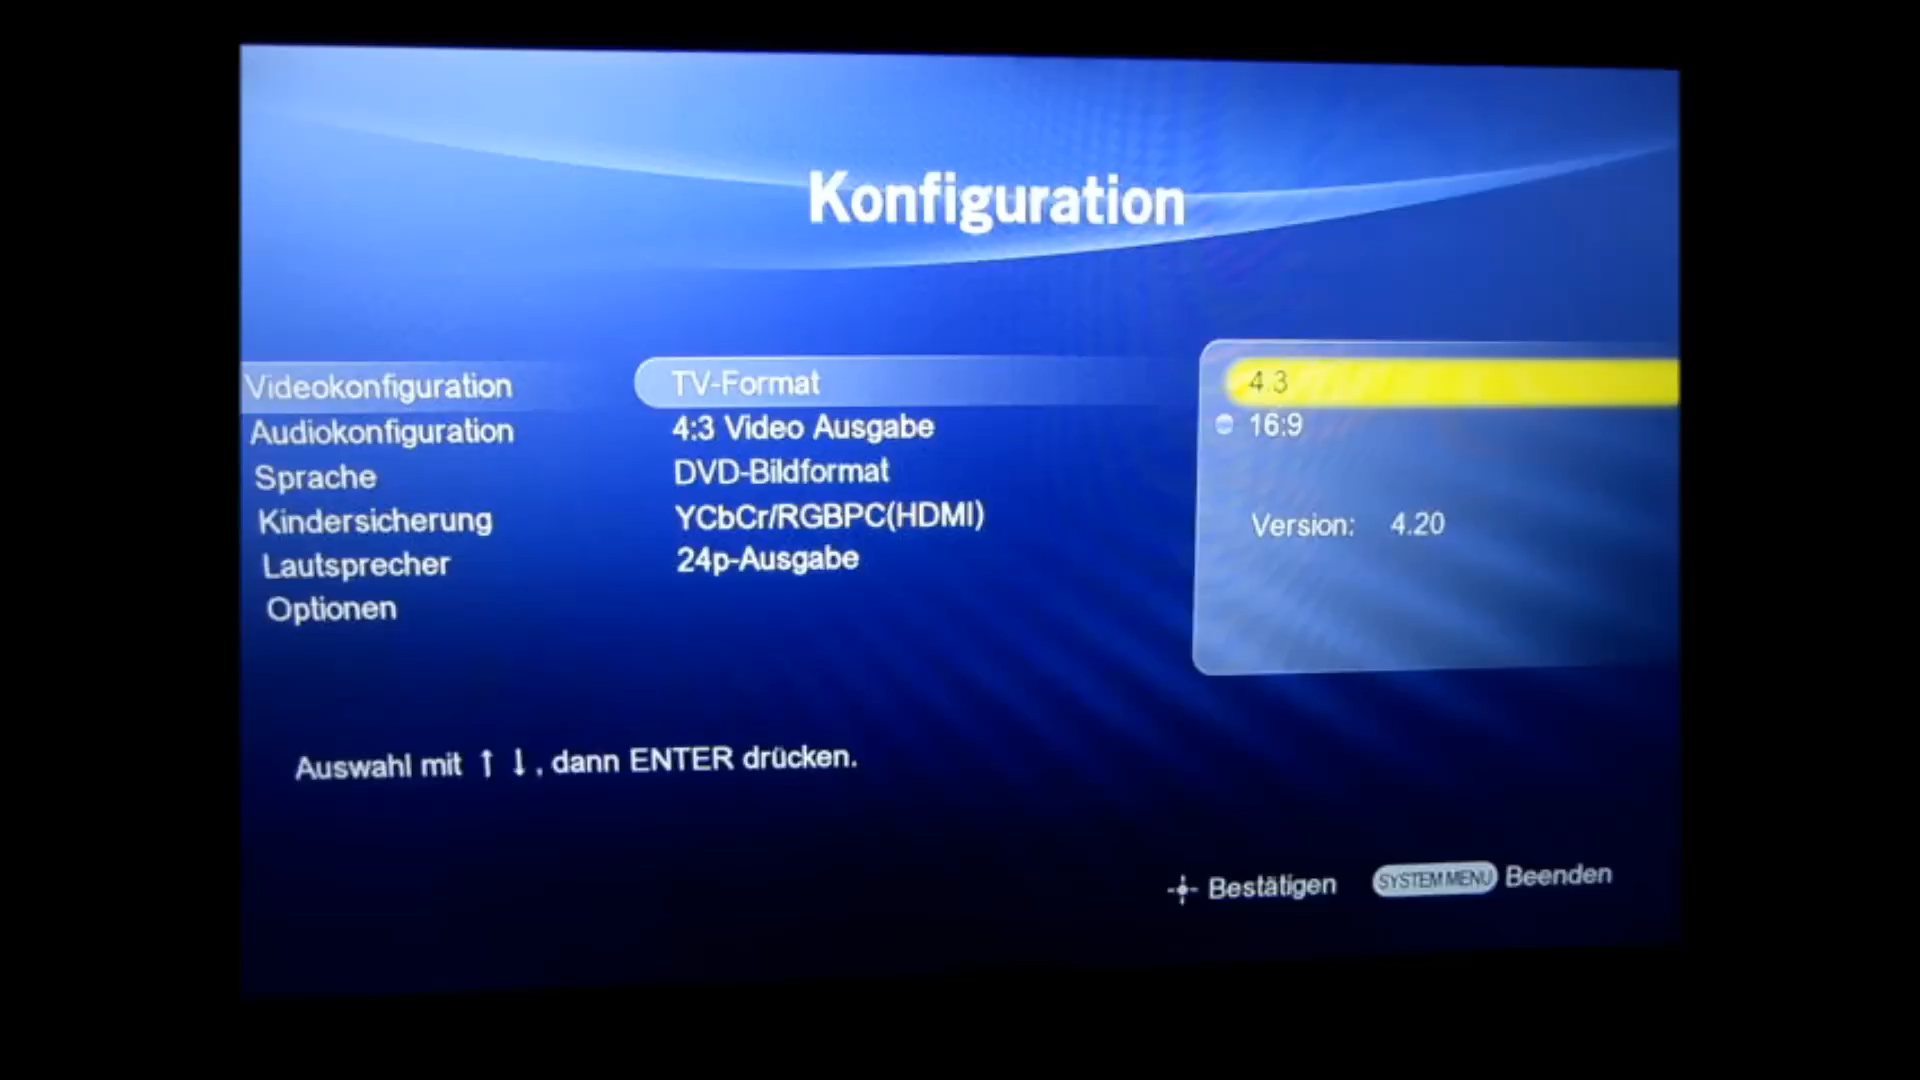 Konfiguration
Videokonfiguration
Audiokonfiguration
Sprache
Kindersicherung
Lautsprecher
Optionen
TV-Format
4:3 Video Ausgabe
DVD-Bildformat
YCbCr/RGBPC(HDMI)
24p-Ausgabe
4:3
16:9
Version: 4.20
Auswahl mit ↑ ↓, dann ENTER drücken.
Bestätigen
SYSTEM MENU Beenden